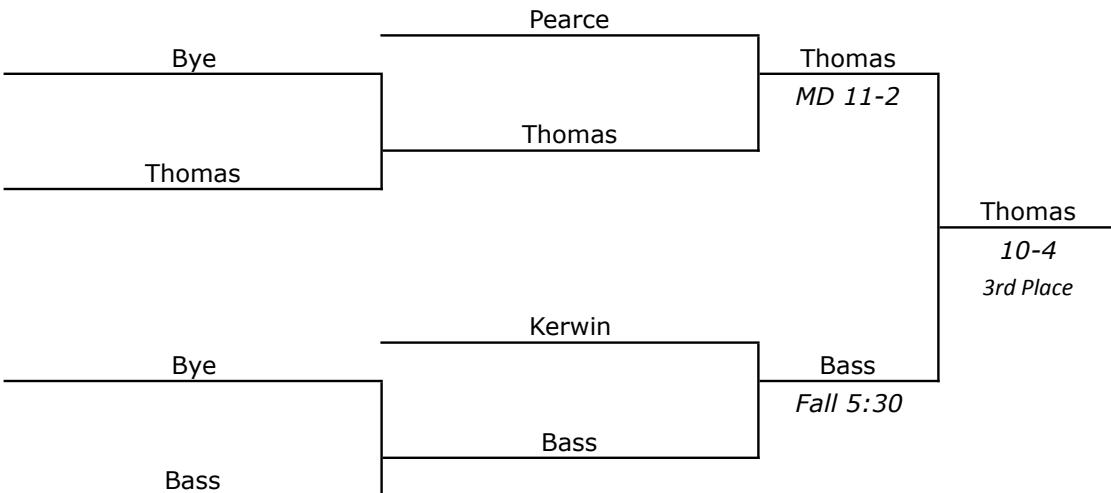 Pearce
Bye
Thomas
MD 11-2
Thomas
Thomas
Thomas
10-4
3rd Place
Kerwin
Bye
Bass
Fall 5:30
Bass
Bass